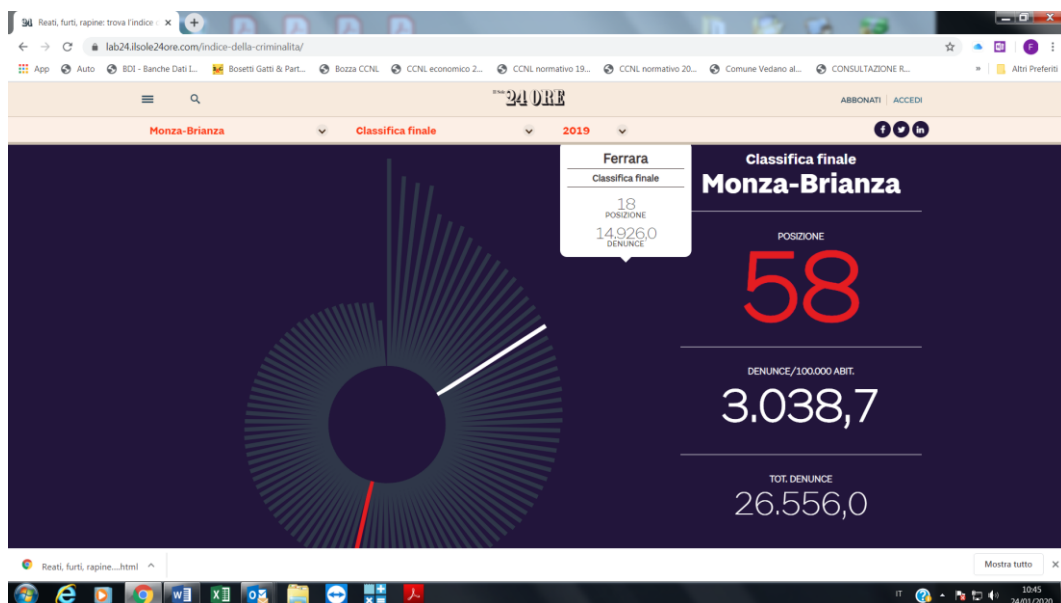 Reati, furti, rapine: trova l'indice
lab24.ilsole24ore.com/indice-della-criminalita/
App Auto BDI - Banche Dati I... Bosetti Gatti & Part... Bozza CCNL CCNL economico 2... CCNL normativo 19... CCNL normativo 20... Comune Vedano al... CONSULTAZIONE R... » Altri Preferiti
24 ORE
ABBONATI ACCEDI
Monza-Brianza Classifica finale 2019
Ferrara
Classifica finale
18
POSIZIONE
14.926,0
DENUNCE
Classifica finale
Monza-Brianza
POSIZIONE
58
DENUNCE/100.000 ABIT.
3.038,7
TOT. DENUNCE
26.556,0
Reati, furti, rapine....html
Mostra tutto
IT
10:45
24/01/2020